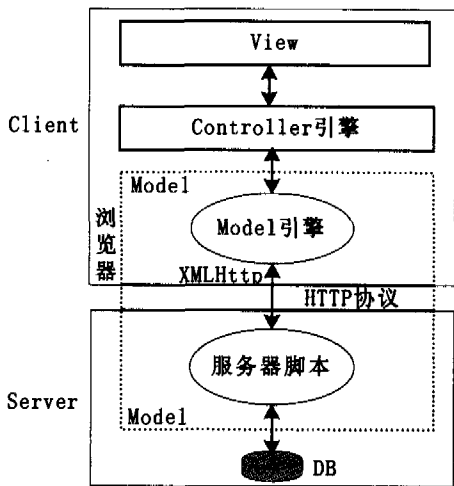 View
Client
Controller引擎
Model
浏览器
Model引擎
XMLHttp
HTTP协议
服务器脚本
Server
Model
DB